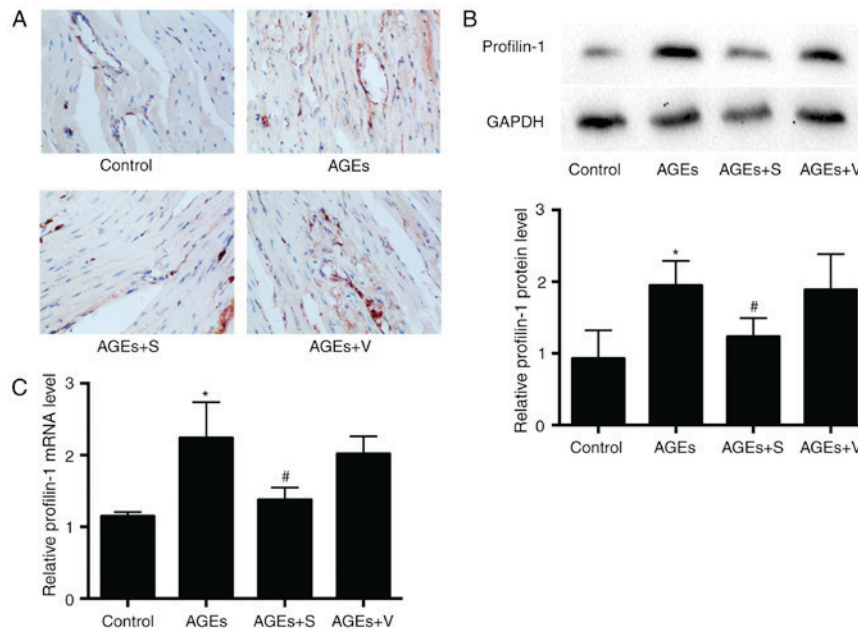 A
Control
AGEs
AGEs+S
AGEs+V
B
Profilin-1
GAPDH
Control
AGEs
AGEs+S
AGEs+V
Relative profilin-1 protein level
3
2
1
0
*
#
Control
AGEs
AGEs+S
AGEs+V
C
Relative profilin-1 mRNA level
3
2
1
0
*
#
Control
AGEs
AGEs+S
AGEs+V